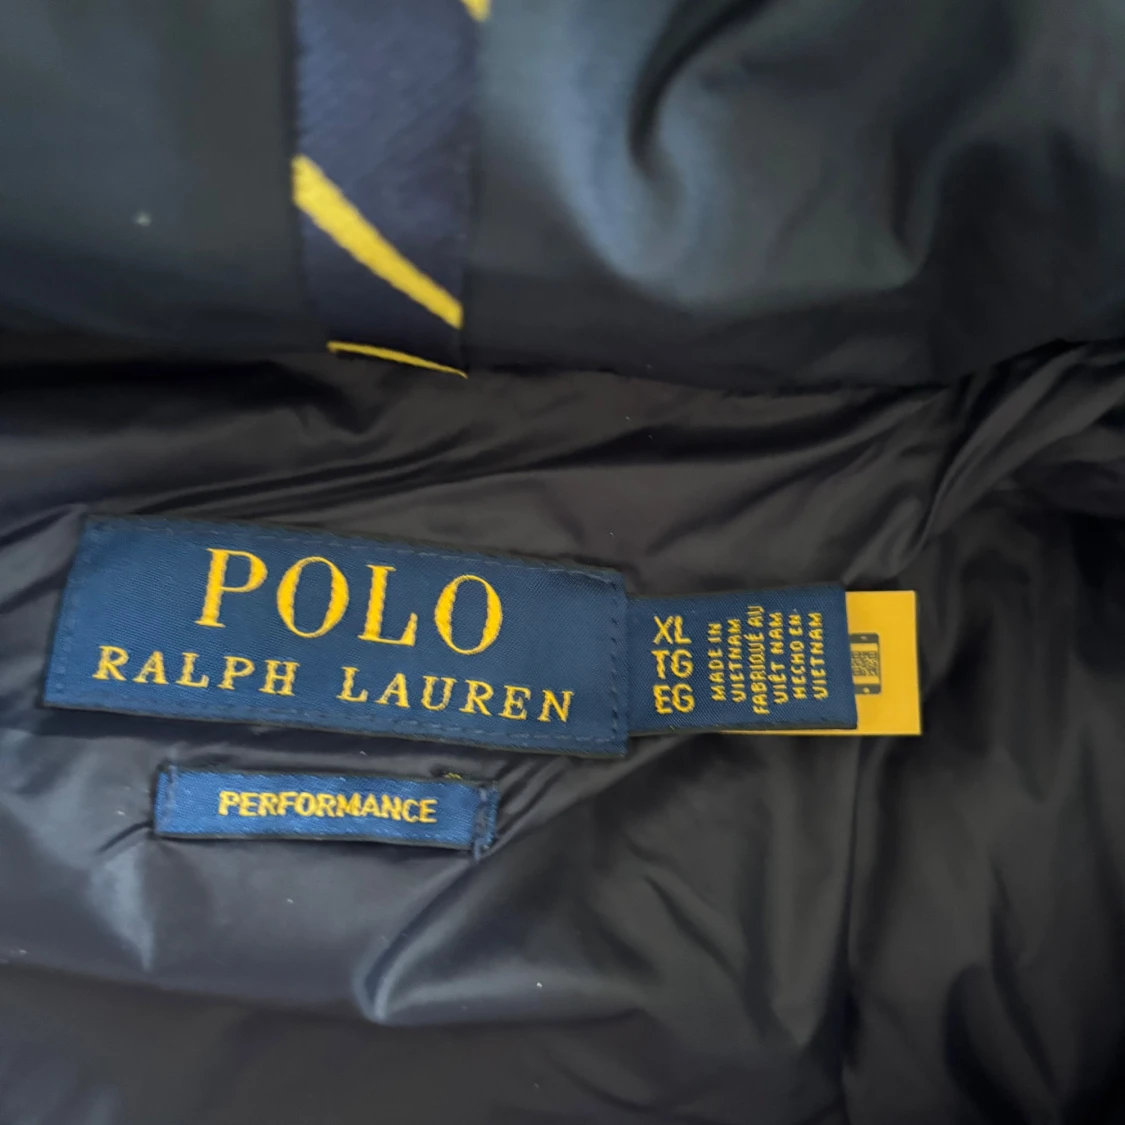 POLO
RALPH LAUREN
XL
TG
EG
MADE IN
VIETNAM
FABRIQUÉ AU
VIÊT NAM
HECHO EN-
VIETNAM
PERFORMANCE